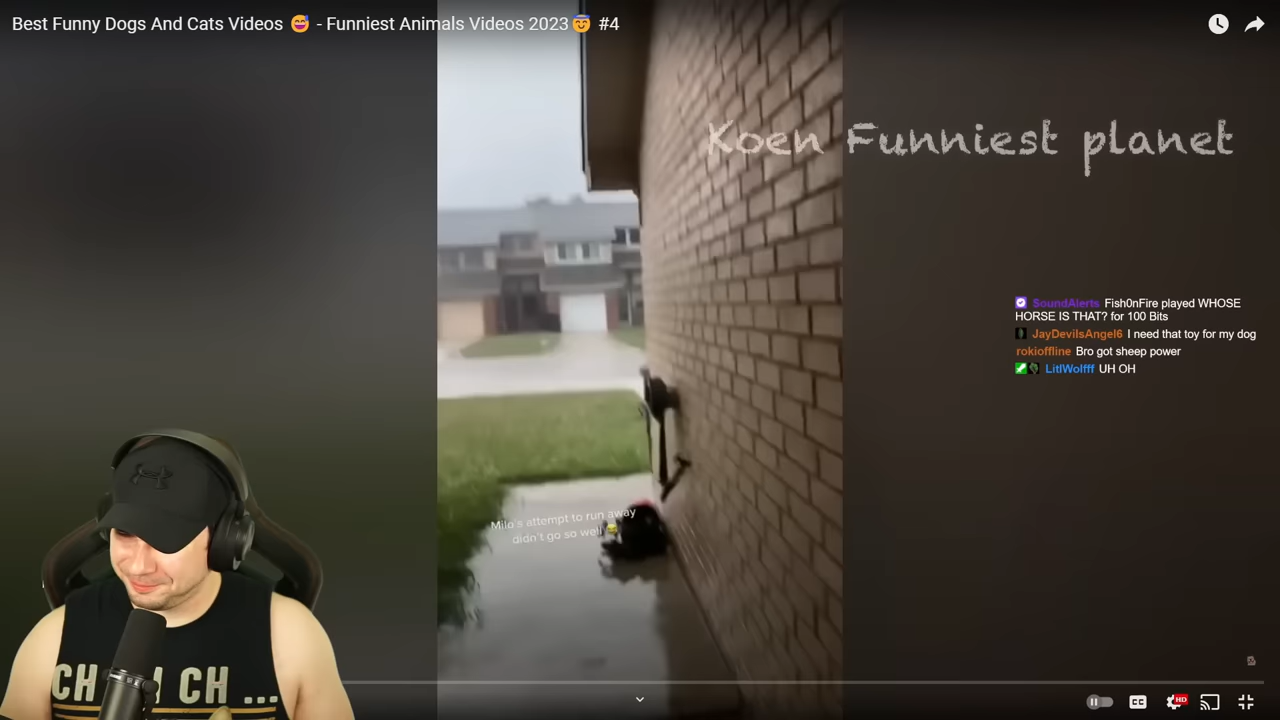 Best Funny Dogs And Cats Videos 😅 - Funniest Animals Videos 2023😇 #4
Koen Funniest planet
SoundAlerts Fish0nFire played WHOSE
HORSE IS THAT? for 100 Bits
JayDevilsAngel6 I need that toy for my dog
rokioffline Bro got sheep power
LitlWolfff UH OH
Milo's attempt to run away
didn't go so well😂
CH CH ...
CC
HD